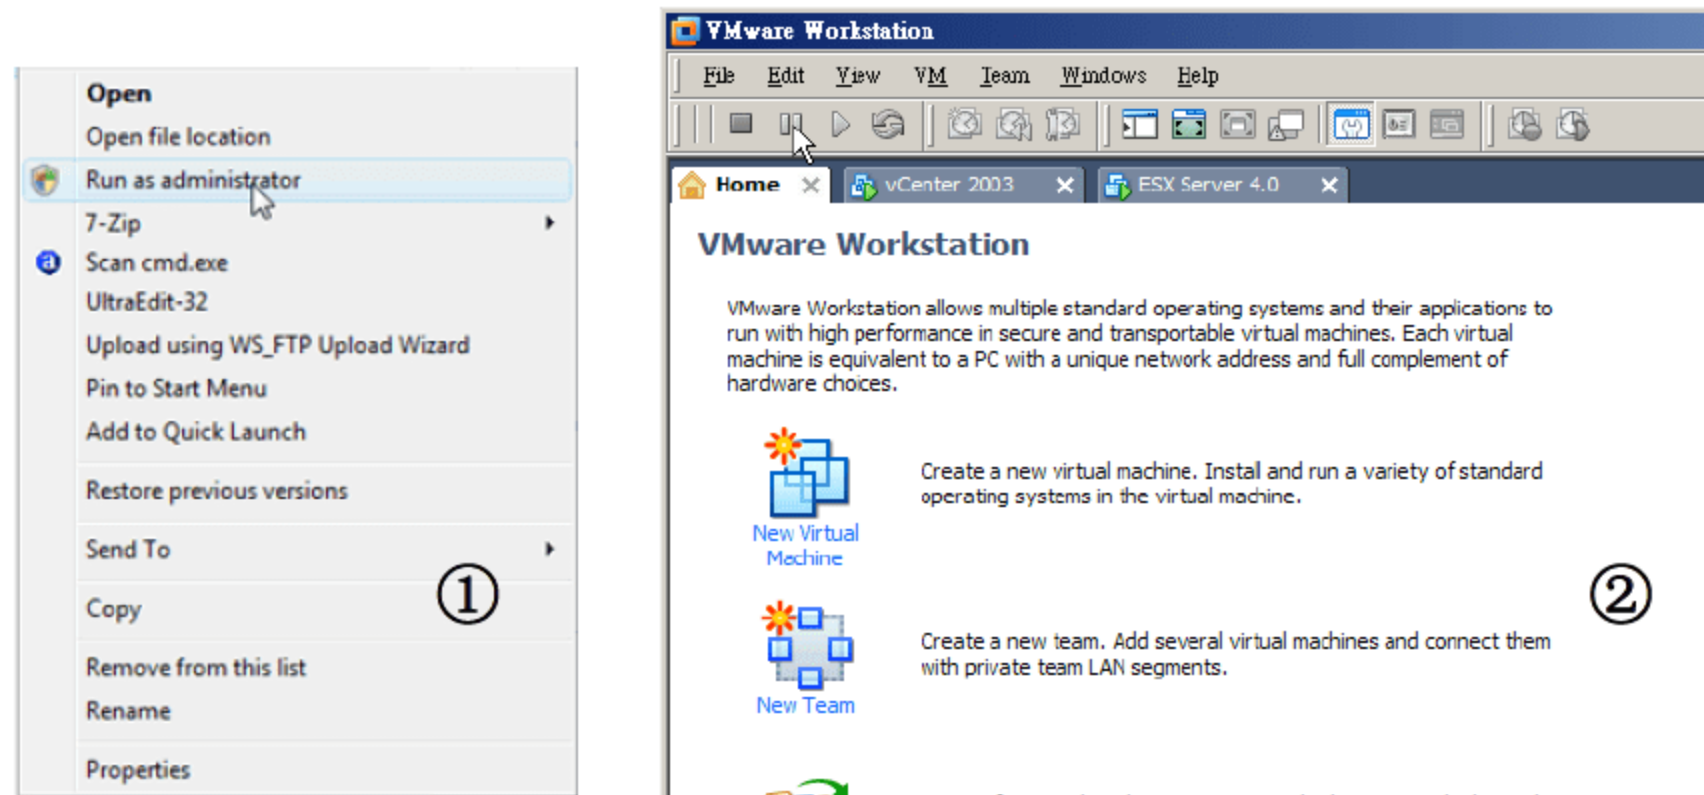 Open
Open file location
Run as administrator
7-Zip
Scan cmd.exe
UltraEdit-32
Upload using WS_FTP Upload Wizard
Pin to Start Menu
Add to Quick Launch
Restore previous versions
Send To
Copy
Remove from this list
Rename
Properties
①
VMware Workstation
File Edit View VM Team Windows Help
Home vCenter 2003 ESX Server 4.0
VMware Workstation
VMware Workstation allows multiple standard operating systems and their applications to
run with high performance in secure and transportable virtual machines. Each virtual
machine is equivalent to a PC with a unique network address and full complement of
hardware choices.
New Virtual
Machine
Create a new virtual machine. Install and run a variety of standard
operating systems in the virtual machine.
New Team
Create a new team. Add several virtual machines and connect them
with private team LAN segments.
②